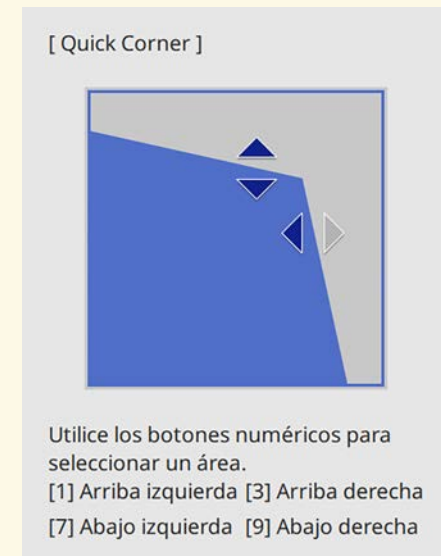 [ Quick Corner ]
Utilice los botones numéricos para
seleccionar un área.
[1] Arriba izquierda [3] Arriba derecha
[7] Abajo izquierda [9] Abajo derecha